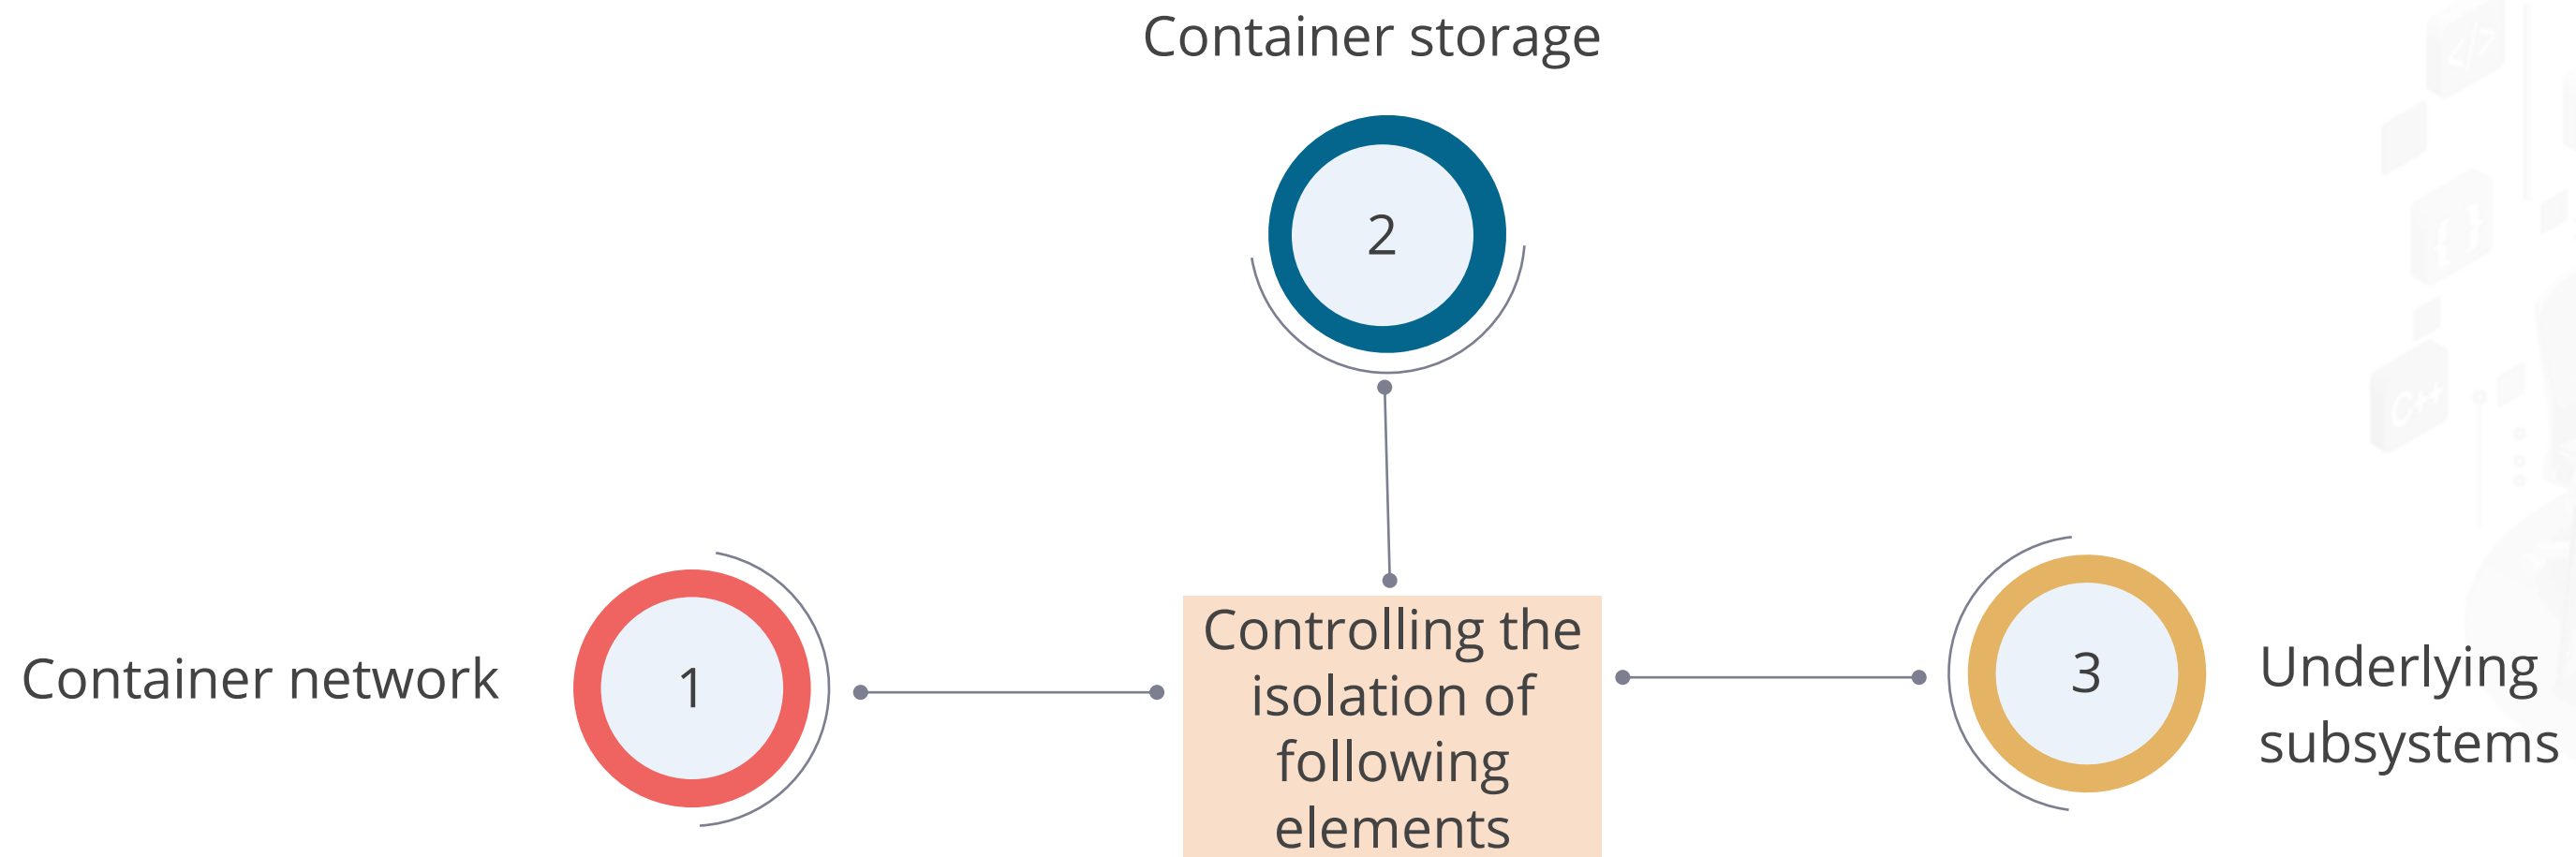 Container storage
2
Container network
1
Controlling the
isolation of
following
elements
3
Underlying
subsystems
</>
{ }
C++